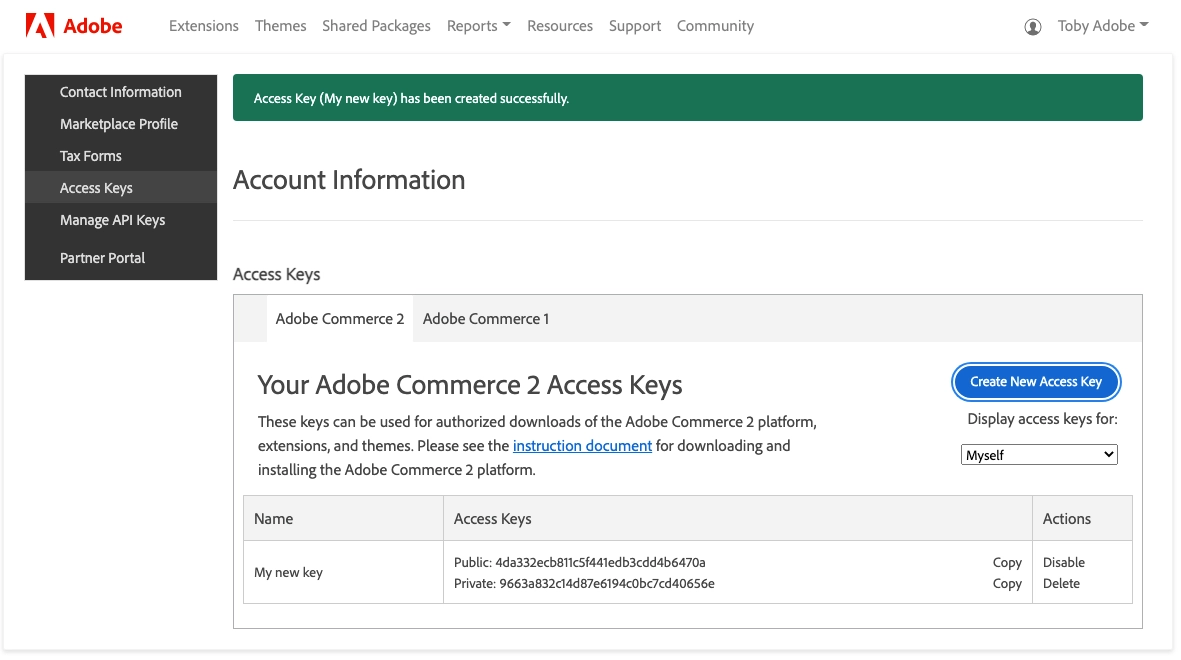 Adobe
Extensions Themes Shared Packages Reports Resources Support Community Toby Adobe
Contact Information
Marketplace Profile
Tax Forms
Access Keys
Manage API Keys
Partner Portal
Access Key (My new key) has been created successfully.
Account Information
Access Keys
Adobe Commerce 2 Adobe Commerce 1
Your Adobe Commerce 2 Access Keys
These keys can be used for authorized downloads of the Adobe Commerce 2 platform,
extensions, and themes. Please see the instruction document for downloading and
installing the Adobe Commerce 2 platform.
Create New Access Key
Display access keys for:
Myself
Name Access Keys Actions
My new key
Public: 4da332ecb811c5f441edb3cdd4b6470a Copy Disable
Private: 9663a832c14d87e6194c0bc7cd40656e Copy Delete